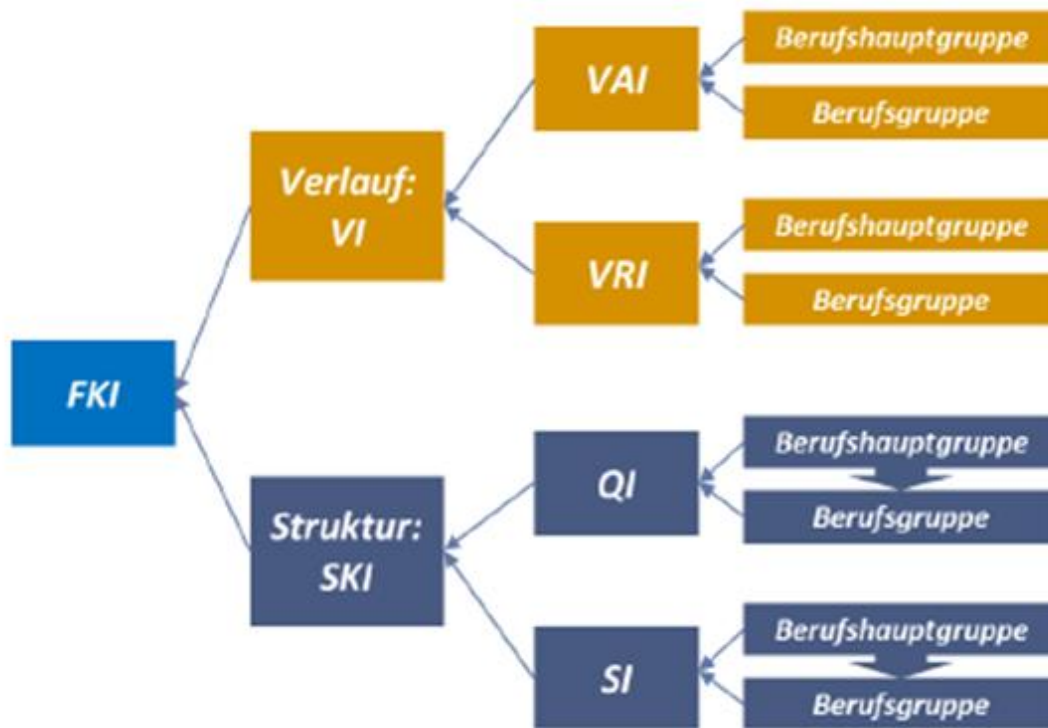 Berufshauptgruppe
VAI
Berufsgruppe
Verlauf:
VI
Berufshauptgruppe
VRI
Berufsgruppe
FKI
Berufshauptgruppe
QI
Berufsgruppe
Struktur:
SKI
Berufshauptgruppe
SI
Berufsgruppe